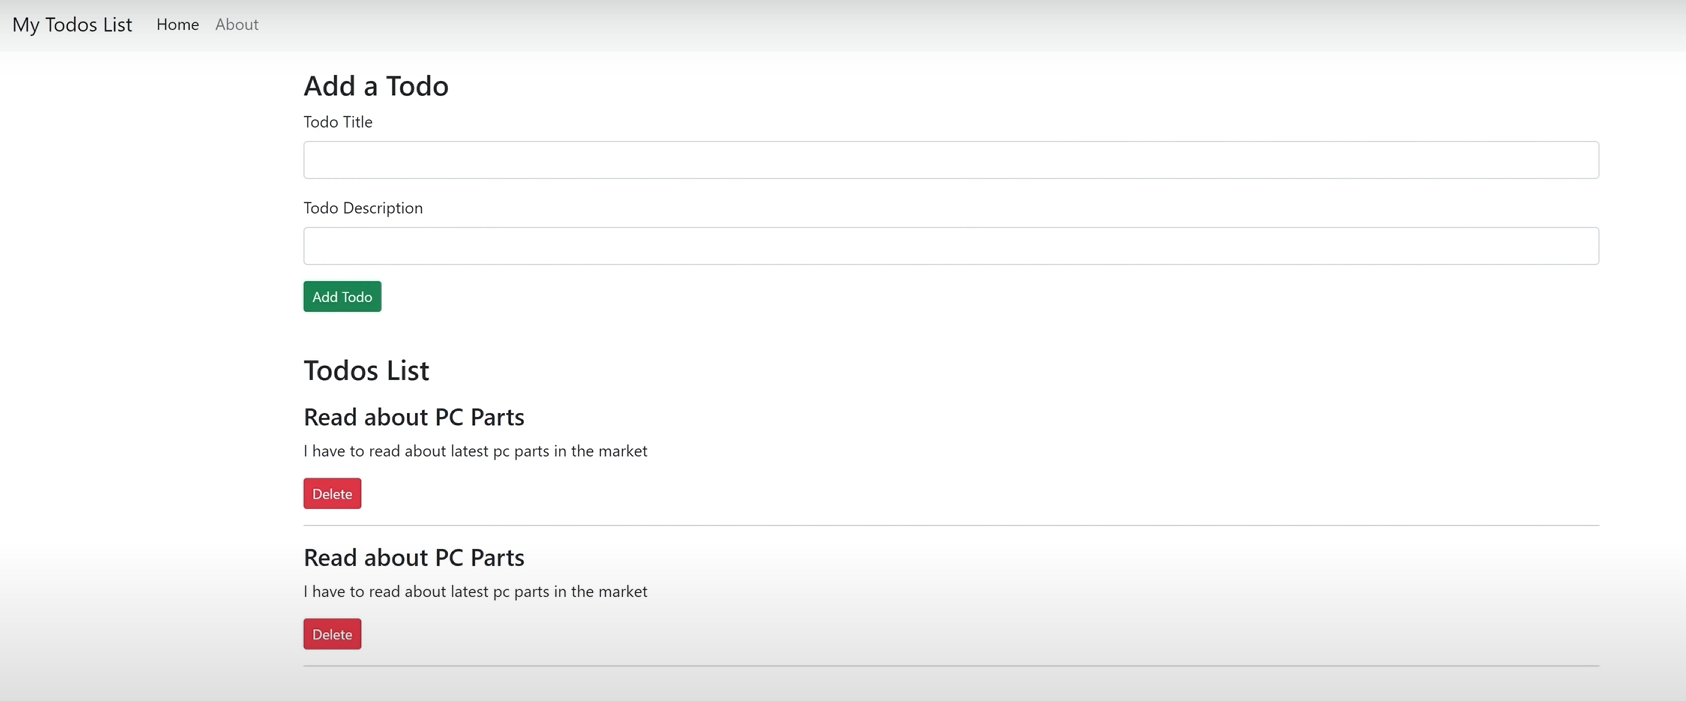 My Todos List Home About
Add a Todo
Todo Title
Todo Description
Add Todo
Todos List
Read about PC Parts
I have to read about latest pc parts in the market
Delete
Read about PC Parts
I have to read about latest pc parts in the market
Delete